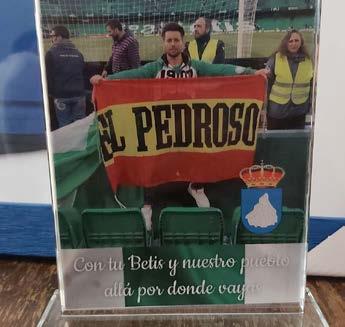 EL PEDROSO
Con tu Betis y nuestro pueblo
allá por donde vayas